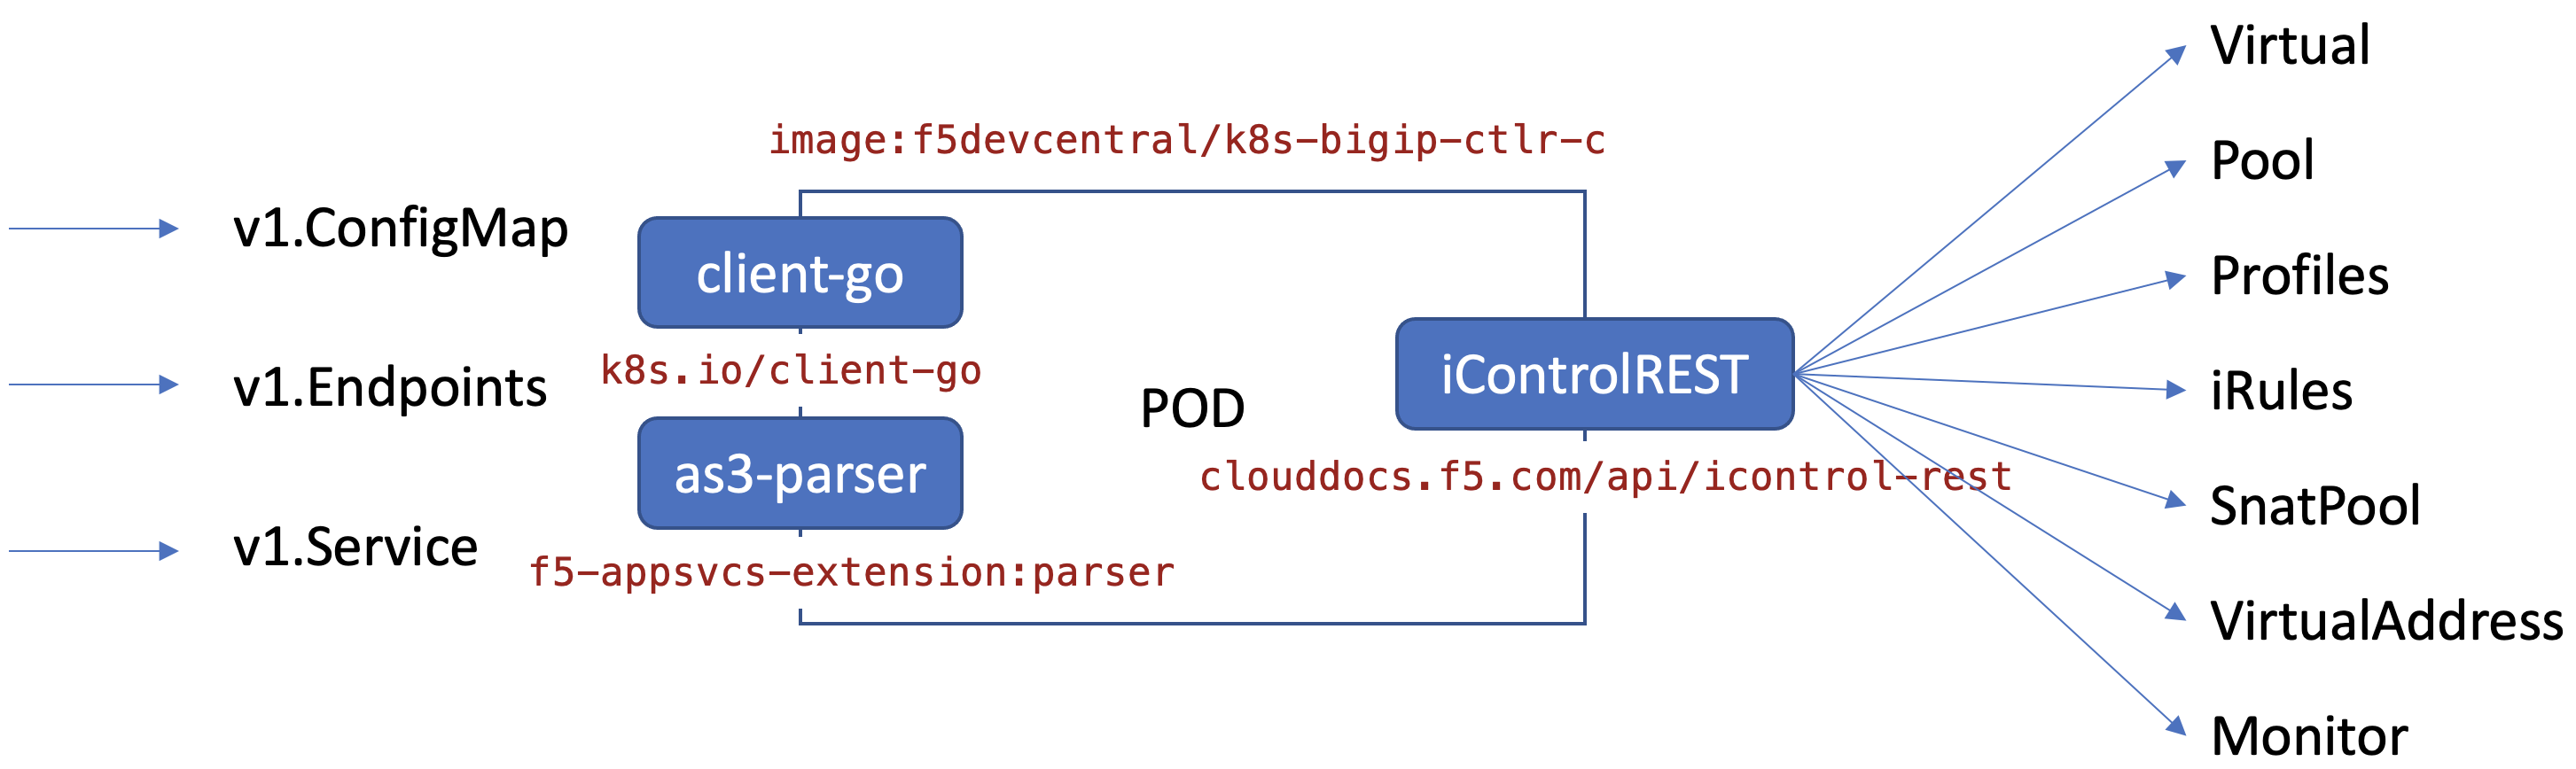 image:f5devcentral/k8s-bigip-ctlr-c
v1.ConfigMap
v1.Endpoints
v1.Service
client-go
k8s.io/client-go
as3-parser
f5-appsvcs-extension:parser
POD
iControlREST
clouddocs.f5.com/api/icontrol-rest
Virtual
Pool
Profiles
iRules
SnatPool
VirtualAddress
Monitor